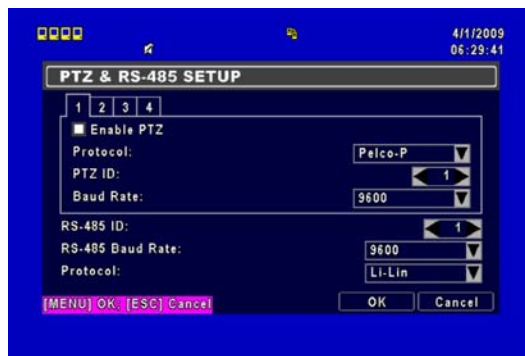 4/1/2009
06:29:41
PTZ & RS-485 SETUP
1 2 3 4
Enable PTZ
Protocol: Pelco-P
PTZ ID: 1
Baud Rate: 9600
RS-485 ID: 1
RS-485 Baud Rate: 9600
Protocol: Li-Lin
[MENU] OK, [ESC] Cancel OK Cancel